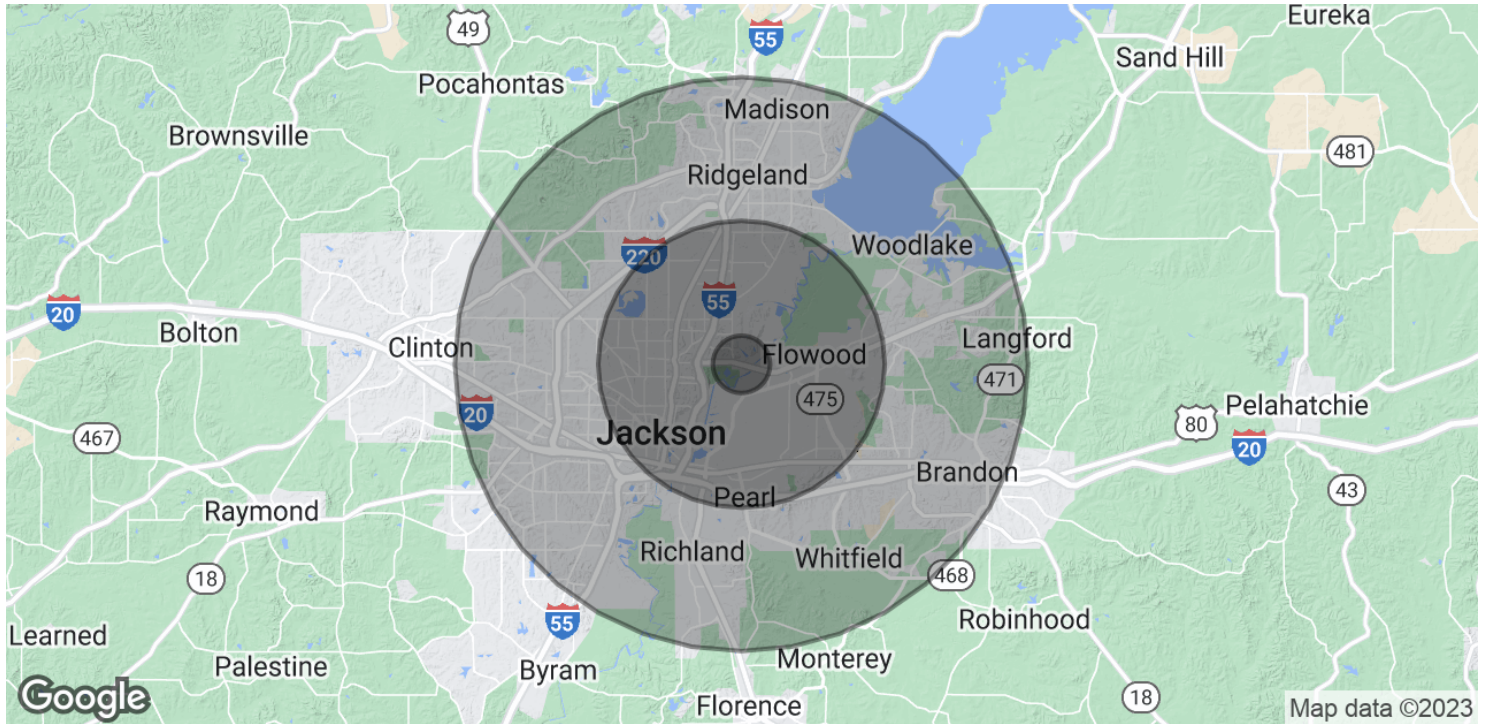 Eureka
49
55
Sand Hill
Pocahontas
Madison
Brownsville
481
Ridgeland
Woodlake
220
55
20
Bolton
Clinton
Flowood
Langford
471
475
20
Pelahatchie
80
Jackson
467
20
Brandon
43
Pearl
Raymond
Richland
Whitfield
468
18
55
Robinhood
Learned
Palestine
Byram
Monterey
18
Florence
Google
Map data ©2023